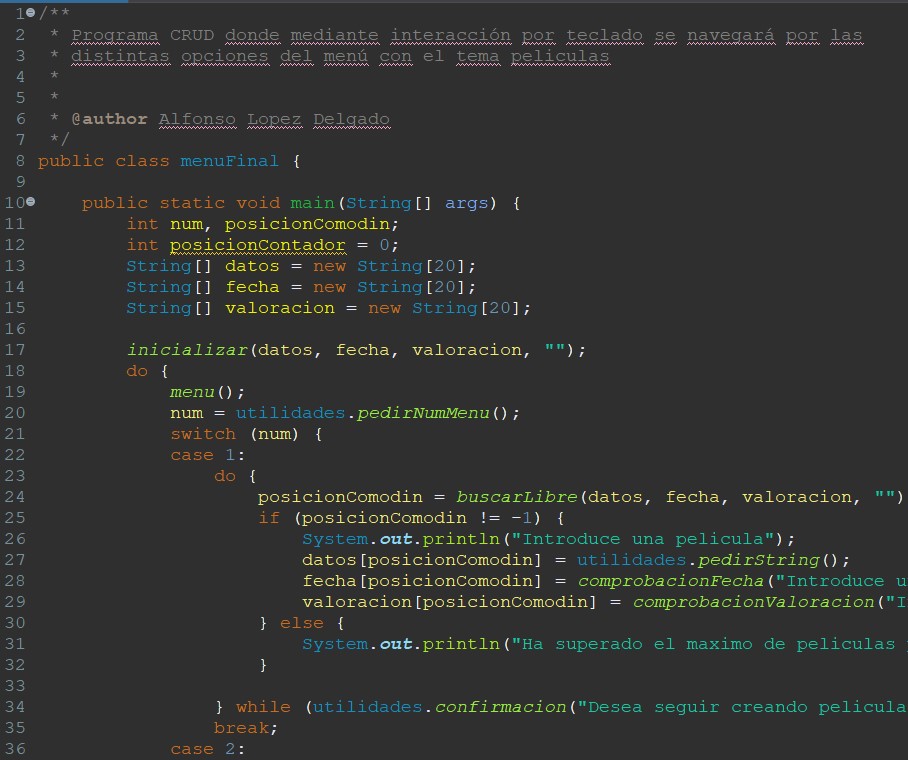 1 /**
2  * Programa CRUD donde mediante interacción por teclado se navegará por las
3  * distintas opciones del menú con el tema peliculas
4  *
5  *
6  * @author Alfonso Lopez Delgado
7  */
8 public class menuFinal {
9
10     public static void main(String[] args) {
11         int num, posicionComodin;
12         int posicionContador = 0;
13         String[] datos = new String[20];
14         String[] fecha = new String[20];
15         String[] valoracion = new String[20];
16
17         inicializar(datos, fecha, valoracion, "");
18         do {
19             menu();
20             num = utilidades.pedirNumMenu();
21             switch (num) {
22             case 1:
23                 do {
24                     posicionComodin = buscarLibre(datos, fecha, valoracion, "")
25                     if (posicionComodin != -1) {
26                         System.out.println("Introduce una pelicula");
27                         datos[posicionComodin] = utilidades.pedirString();
28                         fecha[posicionComodin] = comprobacionFecha("Introduce u
29                         valoracion[posicionComodin] = comprobacionValoracion("I
30                     } else {
31                         System.out.println("Ha superado el maximo de peliculas
32                     }
33
34                 } while (utilidades.confirmacion("Desea seguir creando pelicula
35                 break;
36             case 2: